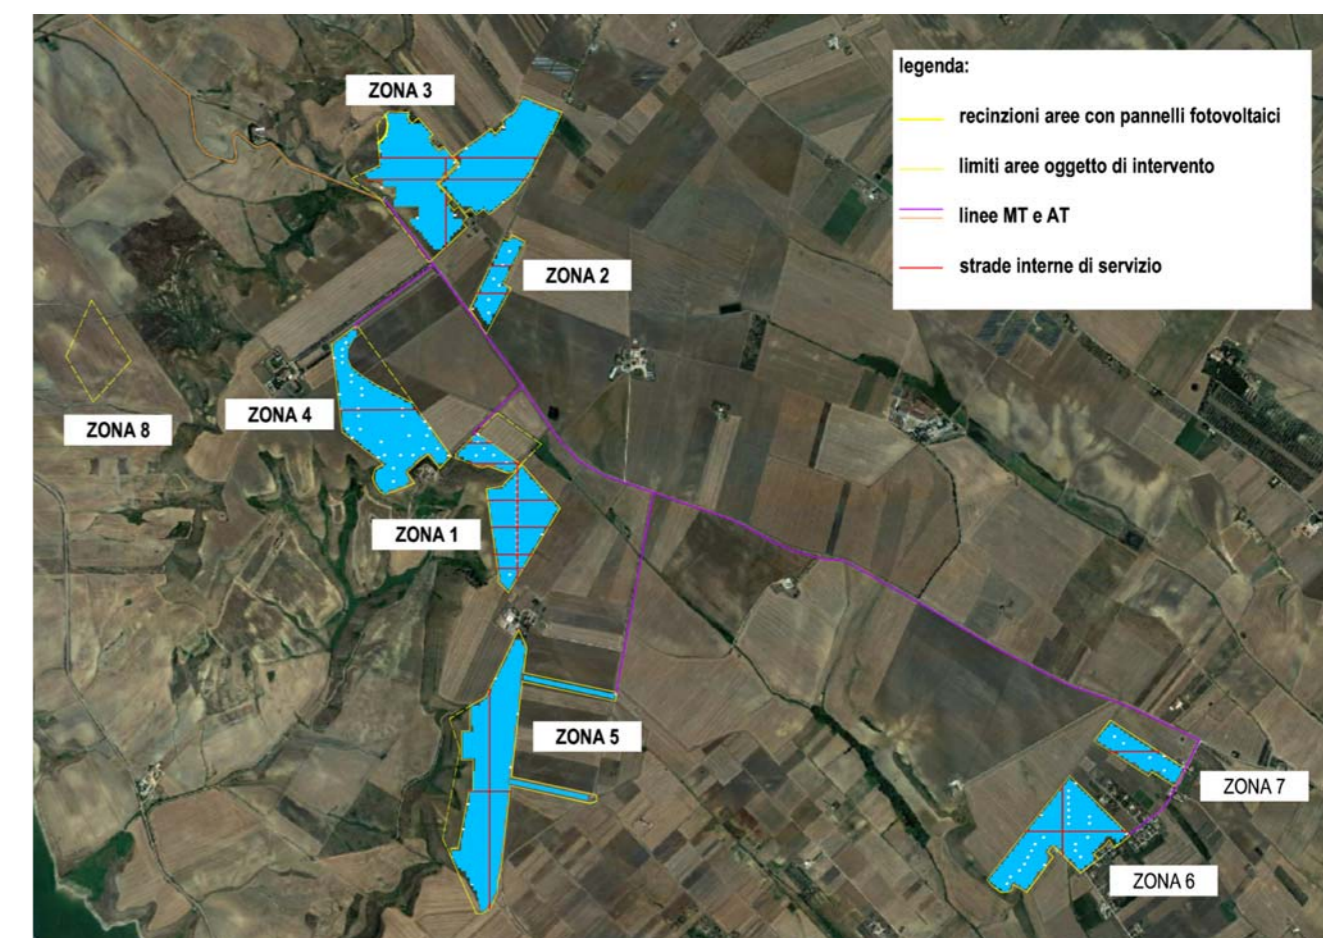 legenda:
recinzioni aree con pannelli fotovoltaici
limiti aree oggetto di intervento
linee MT e AT
strade interne di servizio
ZONA 3
ZONA 2
ZONA 4
ZONA 8
ZONA 1
ZONA 5
ZONA 7
ZONA 6